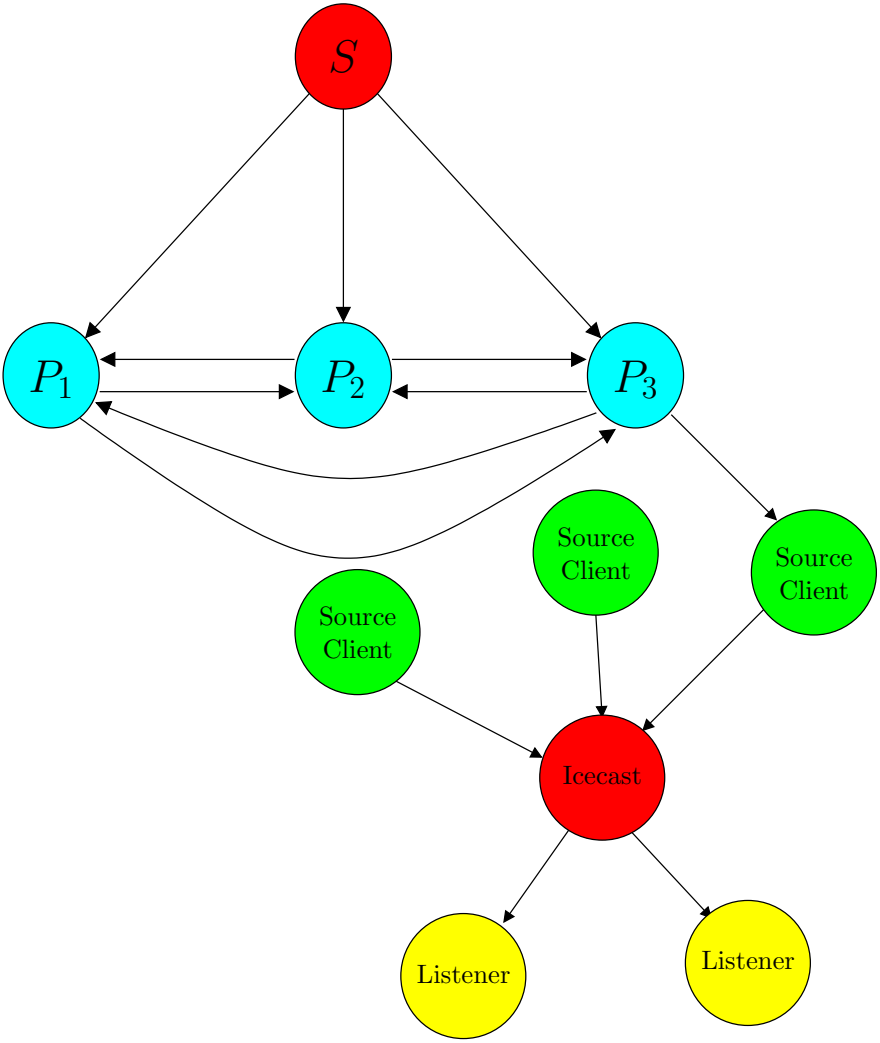 S
P1
P2
P3
Source
Client
Source
Client
Source
Client
Icecast
Listener
Listener